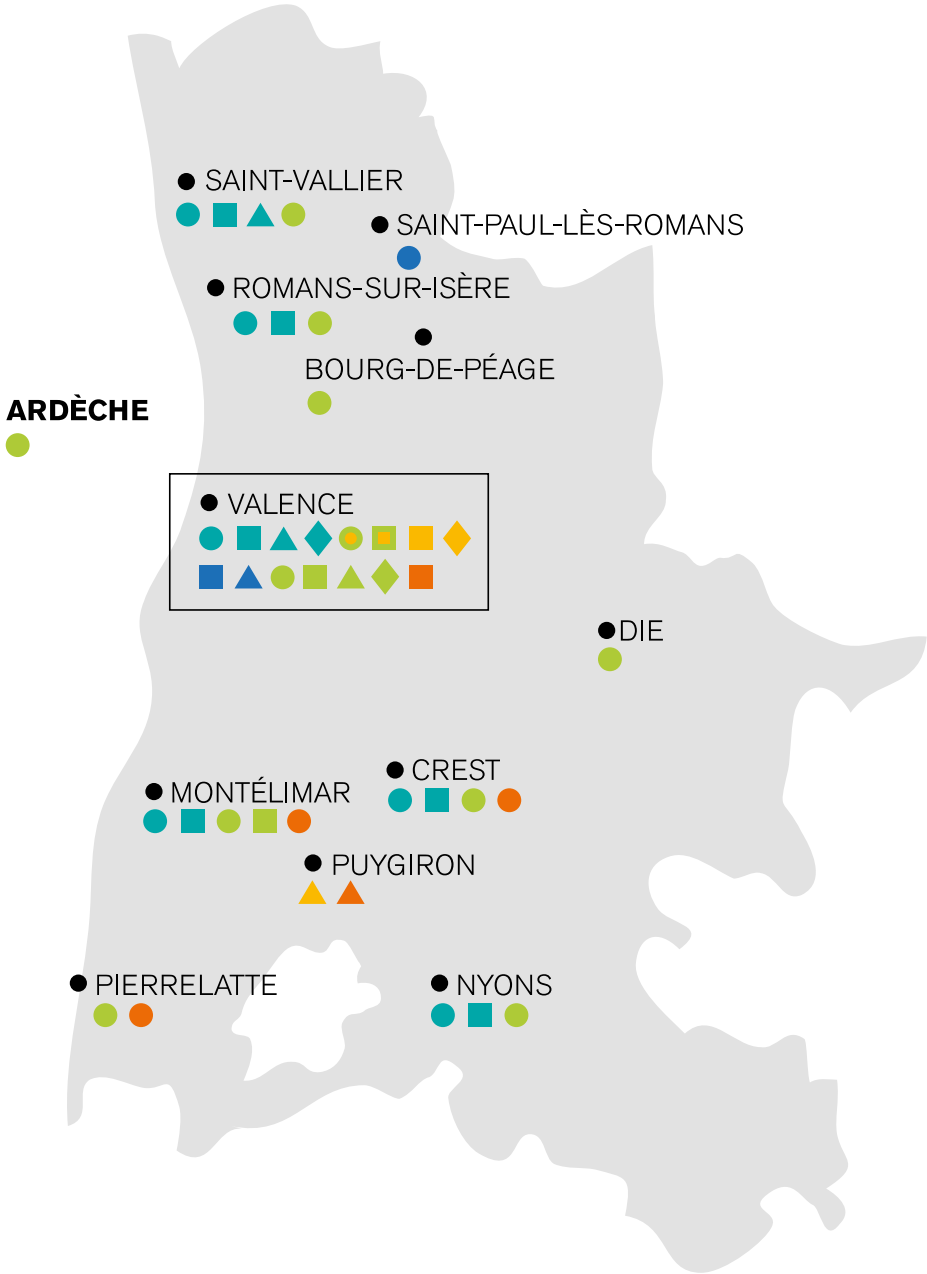 SAINT-VALLIER
SAINT-PAUL-LÈS-ROMANS
ROMANS-SUR-ISÈRE
BOURG-DE-PÉAGE
ARDÈCHE
VALENCE
DIE
CREST
MONTÉLIMAR
PUYGIRON
PIERRELATTE
NYONS